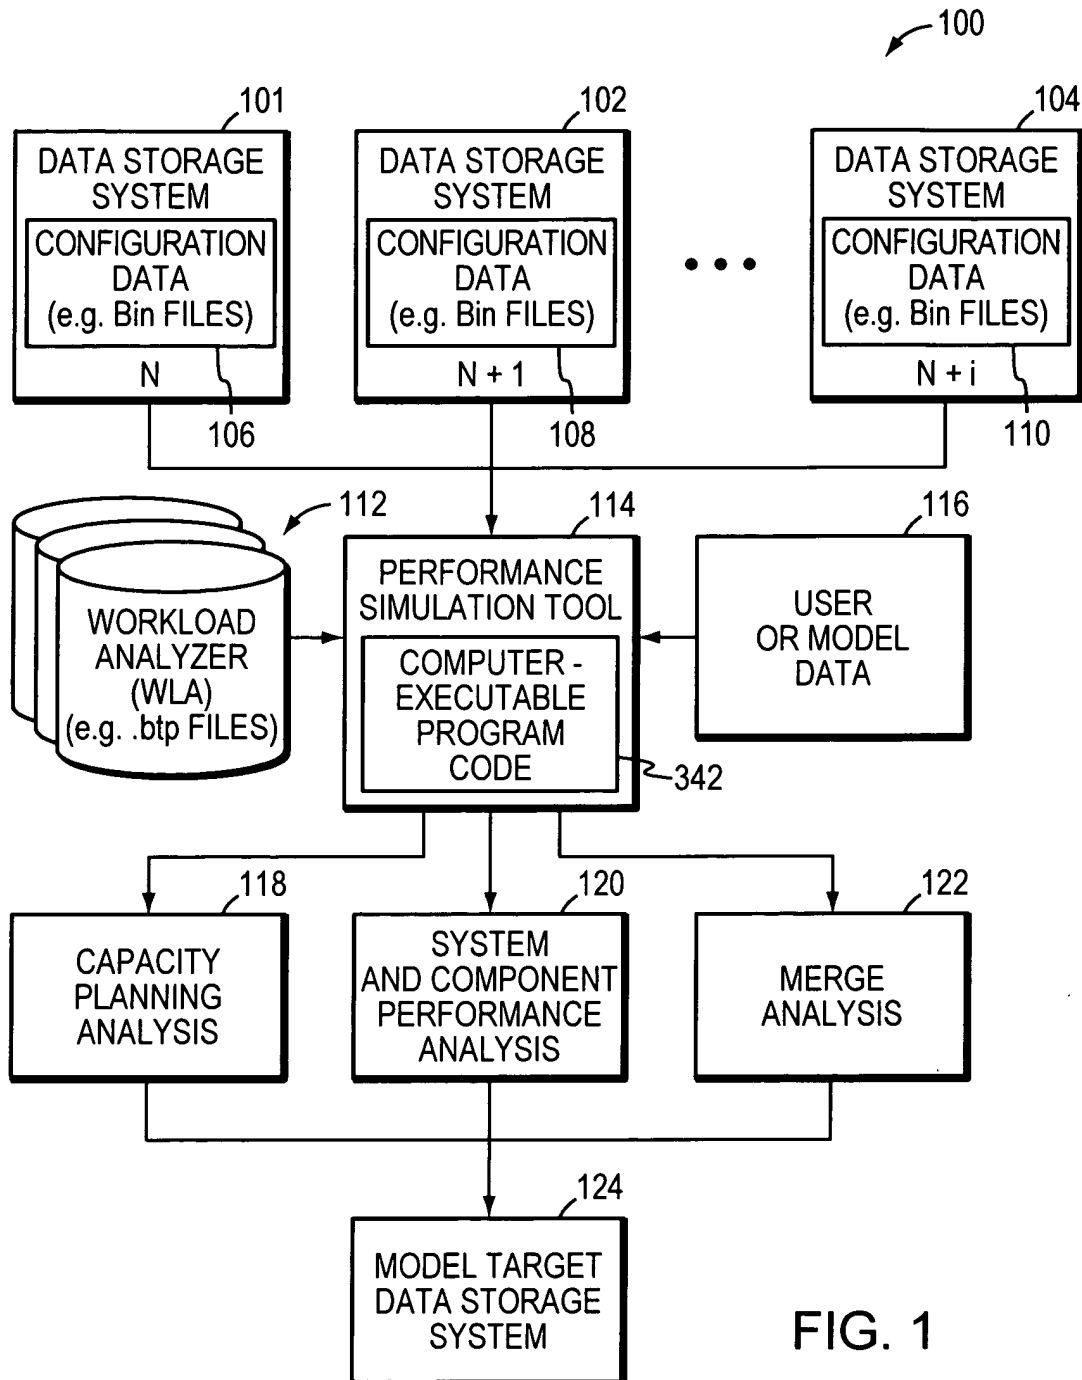 100
101
102
104
DATA STORAGE
SYSTEM
CONFIGURATION
DATA
(e.g. Bin FILES)
N
106
DATA STORAGE
SYSTEM
CONFIGURATION
DATA
(e.g. Bin FILES)
N + 1
108
DATA STORAGE
SYSTEM
CONFIGURATION
DATA
(e.g. Bin FILES)
N + i
110
112
WORKLOAD
ANALYZER
(WLA)
(e.g. .btp FILES)
114
PERFORMANCE
SIMULATION TOOL
COMPUTER -
EXECUTABLE
PROGRAM
CODE
342
116
USER
OR MODEL
DATA
118
CAPACITY
PLANNING
ANALYSIS
120
SYSTEM
AND COMPONENT
PERFORMANCE
ANALYSIS
122
MERGE
ANALYSIS
124
MODEL TARGET
DATA STORAGE
SYSTEM
FIG. 1